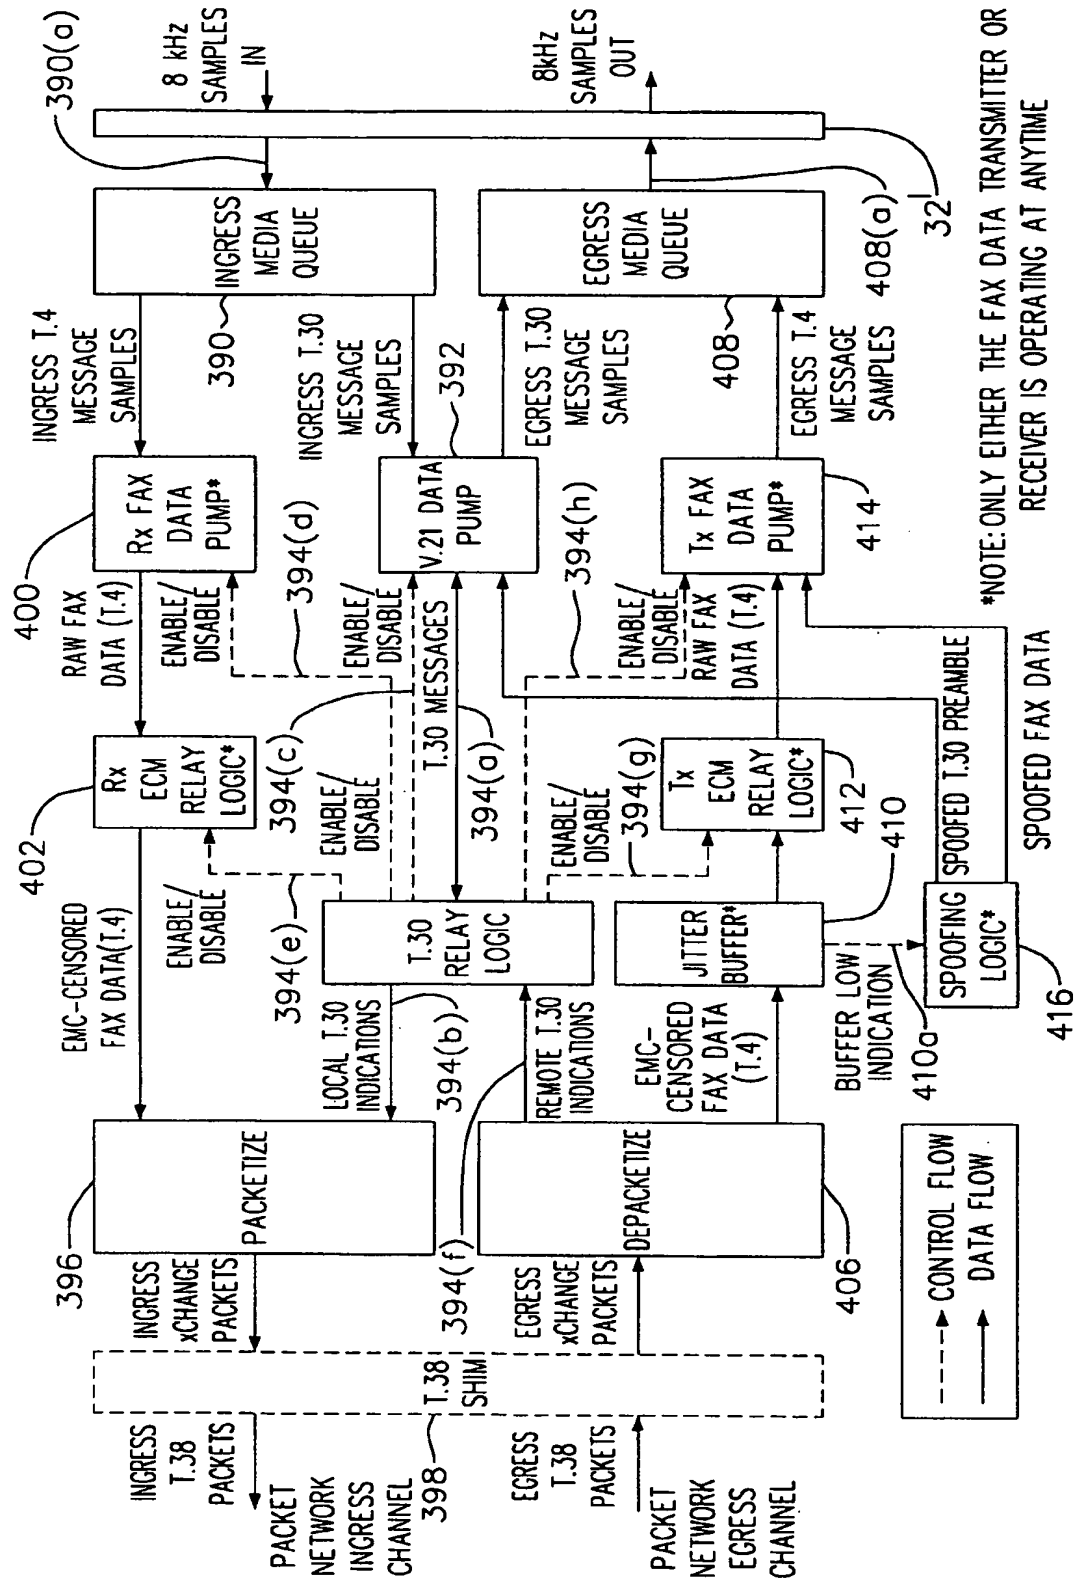 8 kHz
SAMPLES
IN
390(a)
8kHz
SAMPLES
OUT
32'
INGRESS
MEDIA
QUEUE
390
EGRESS
MEDIA
QUEUE
408
408(a)
INGRESS T.4
MESSAGE
SAMPLES
INGRESS T.30
MESSAGE
SAMPLES
EGRESS T.30
MESSAGE
SAMPLES
EGRESS T.4
MESSAGE
SAMPLES
Rx FAX
DATA
PUMP*
400
V.21 DATA
PUMP
392
Tx FAX
DATA
PUMP*
414
RAW FAX
DATA (T.4)
ENABLE/
DISABLE
394(d)
ENABLE/
DISABLE
T.30 MESSAGES
394(c)
394(a)
394(h)
ENABLE/
DISABLE
RAW FAX
DATA (T.4)
Rx
ECM
RELAY
LOGIC*
402
ENABLE/
DISABLE
ENABLE/
DISABLE
394(g)
Tx
ECM
RELAY
LOGIC*
412
SPOOFED T.30 PREAMBLE
SPOOFED FAX DATA
EMC-CENSORED
FAX DATA(T.4)
ENABLE/
DISABLE
394(e)
T.30
RELAY
LOGIC
JITTER
BUFFER*
410
SPOOFING
LOGIC*
416
LOCAL T.30
INDICATIONS
394(b)
REMOTE T.30
INDICATIONS
394(f)
EMC-
CENSORED
FAX DATA
(T.4)
BUFFER LOW
INDICATION
410a
PACKETIZE
396
DEPACKETIZE
406
INGRESS
xCHANGE
PACKETS
EGRESS
xCHANGE
PACKETS
T.38
SHIM
398
INGRESS
T.38
PACKETS
EGRESS
T.38
PACKETS
PACKET
NETWORK
INGRESS
CHANNEL
PACKET
NETWORK
EGRESS
CHANNEL
CONTROL FLOW
DATA FLOW
*NOTE: ONLY EITHER THE FAX DATA TRANSMITTER OR
RECEIVER IS OPERATING AT ANYTIME